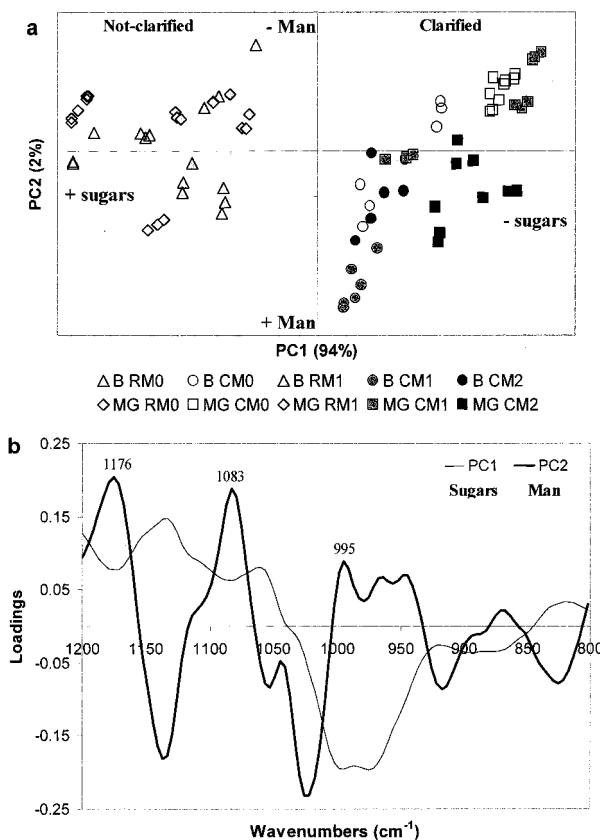 a
Not-clarified - Man Clarified
PC2 (2%)
+ sugars
- sugars
+ Man
PC1 (94%)
B RM0 B CM0 B RM1 B CM1 B CM2
MG RM0 MG CM0 MG RM1 MG CM1 MG CM2
b
0.25
1176
1083
PC1 PC2
Sugars Man
0.15
995
0.05
Loadings
1200 1150 1100 1050 1000 950 900 850 800
-0.05
-0.15
-0.25
Wavenumbers (cm-1)